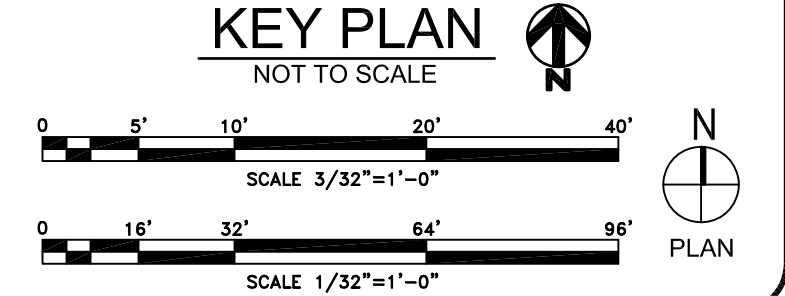 KEY PLAN
NOT TO SCALE
N
0 5' 10' 20' 40'
SCALE 3/32"=1'-0"
N
PLAN
0 16' 32' 64' 96'
SCALE 1/32"=1'-0"